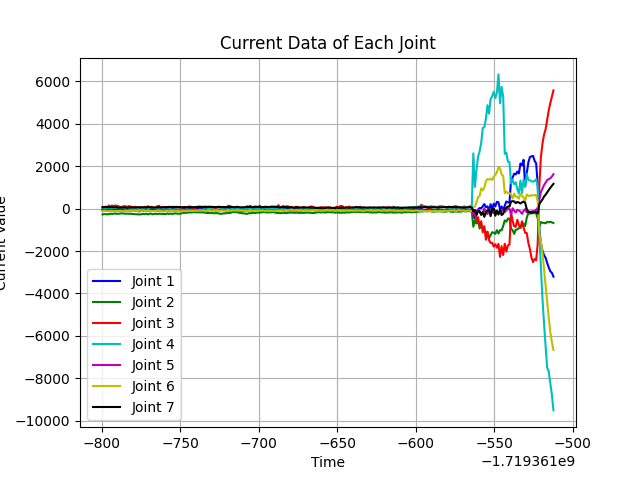 Current Data of Each Joint
6000
4000
2000
0
−2000
−4000
−6000
−8000
−10000
Current Value
Joint 1
Joint 2
Joint 3
Joint 4
Joint 5
Joint 6
Joint 7
−800
−750
−700
−650
−600
−550
−500
Time
−1.719361e9